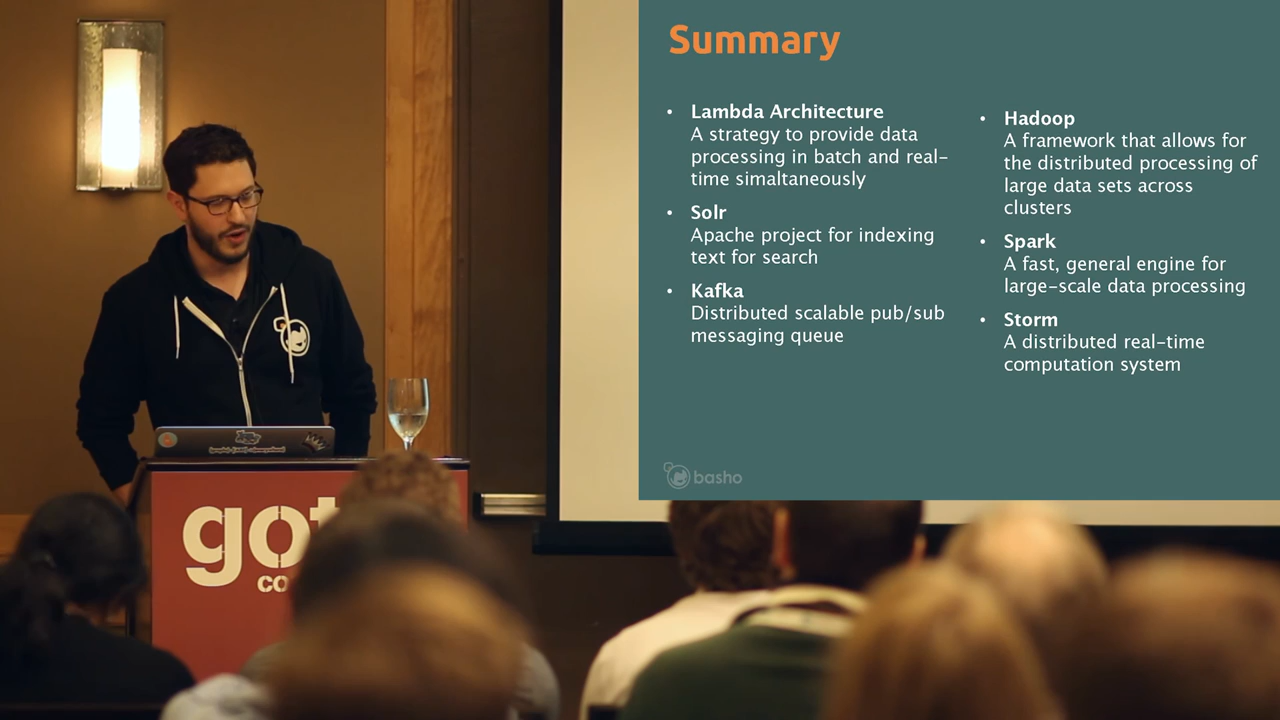 Summary
• Lambda Architecture
A strategy to provide data
processing in batch and real-
time simaltaneously
• Solr
Apache project for indexing
text for search
• Kafka
Distributed scalable pub/sub
messaging queue
• Hadoop
A framework that allows for
the distributed processing of
large data sets across
clusters
• Spark
A fast, general engine for
large-scale data processing
• Storm
A distributed real-time
computation system
basho
got
co